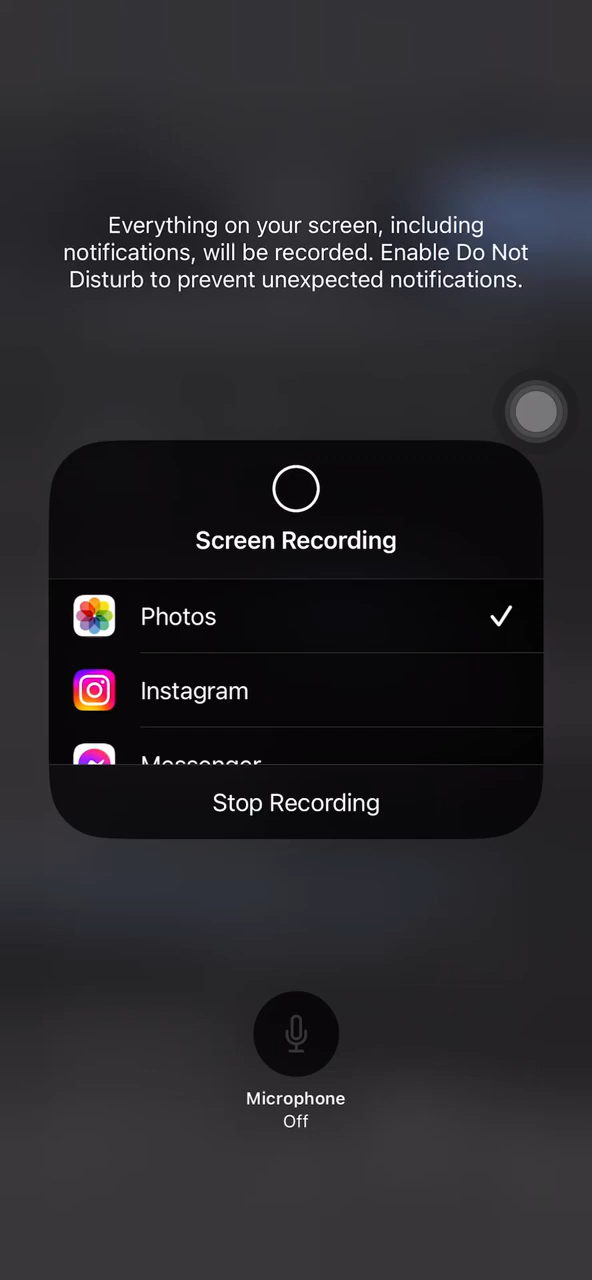 Everything on your screen, including
notifications, will be recorded. Enable Do Not
Disturb to prevent unexpected notifications.
Screen Recording
Photos
Instagram
Messenger
Stop Recording
Microphone
Off